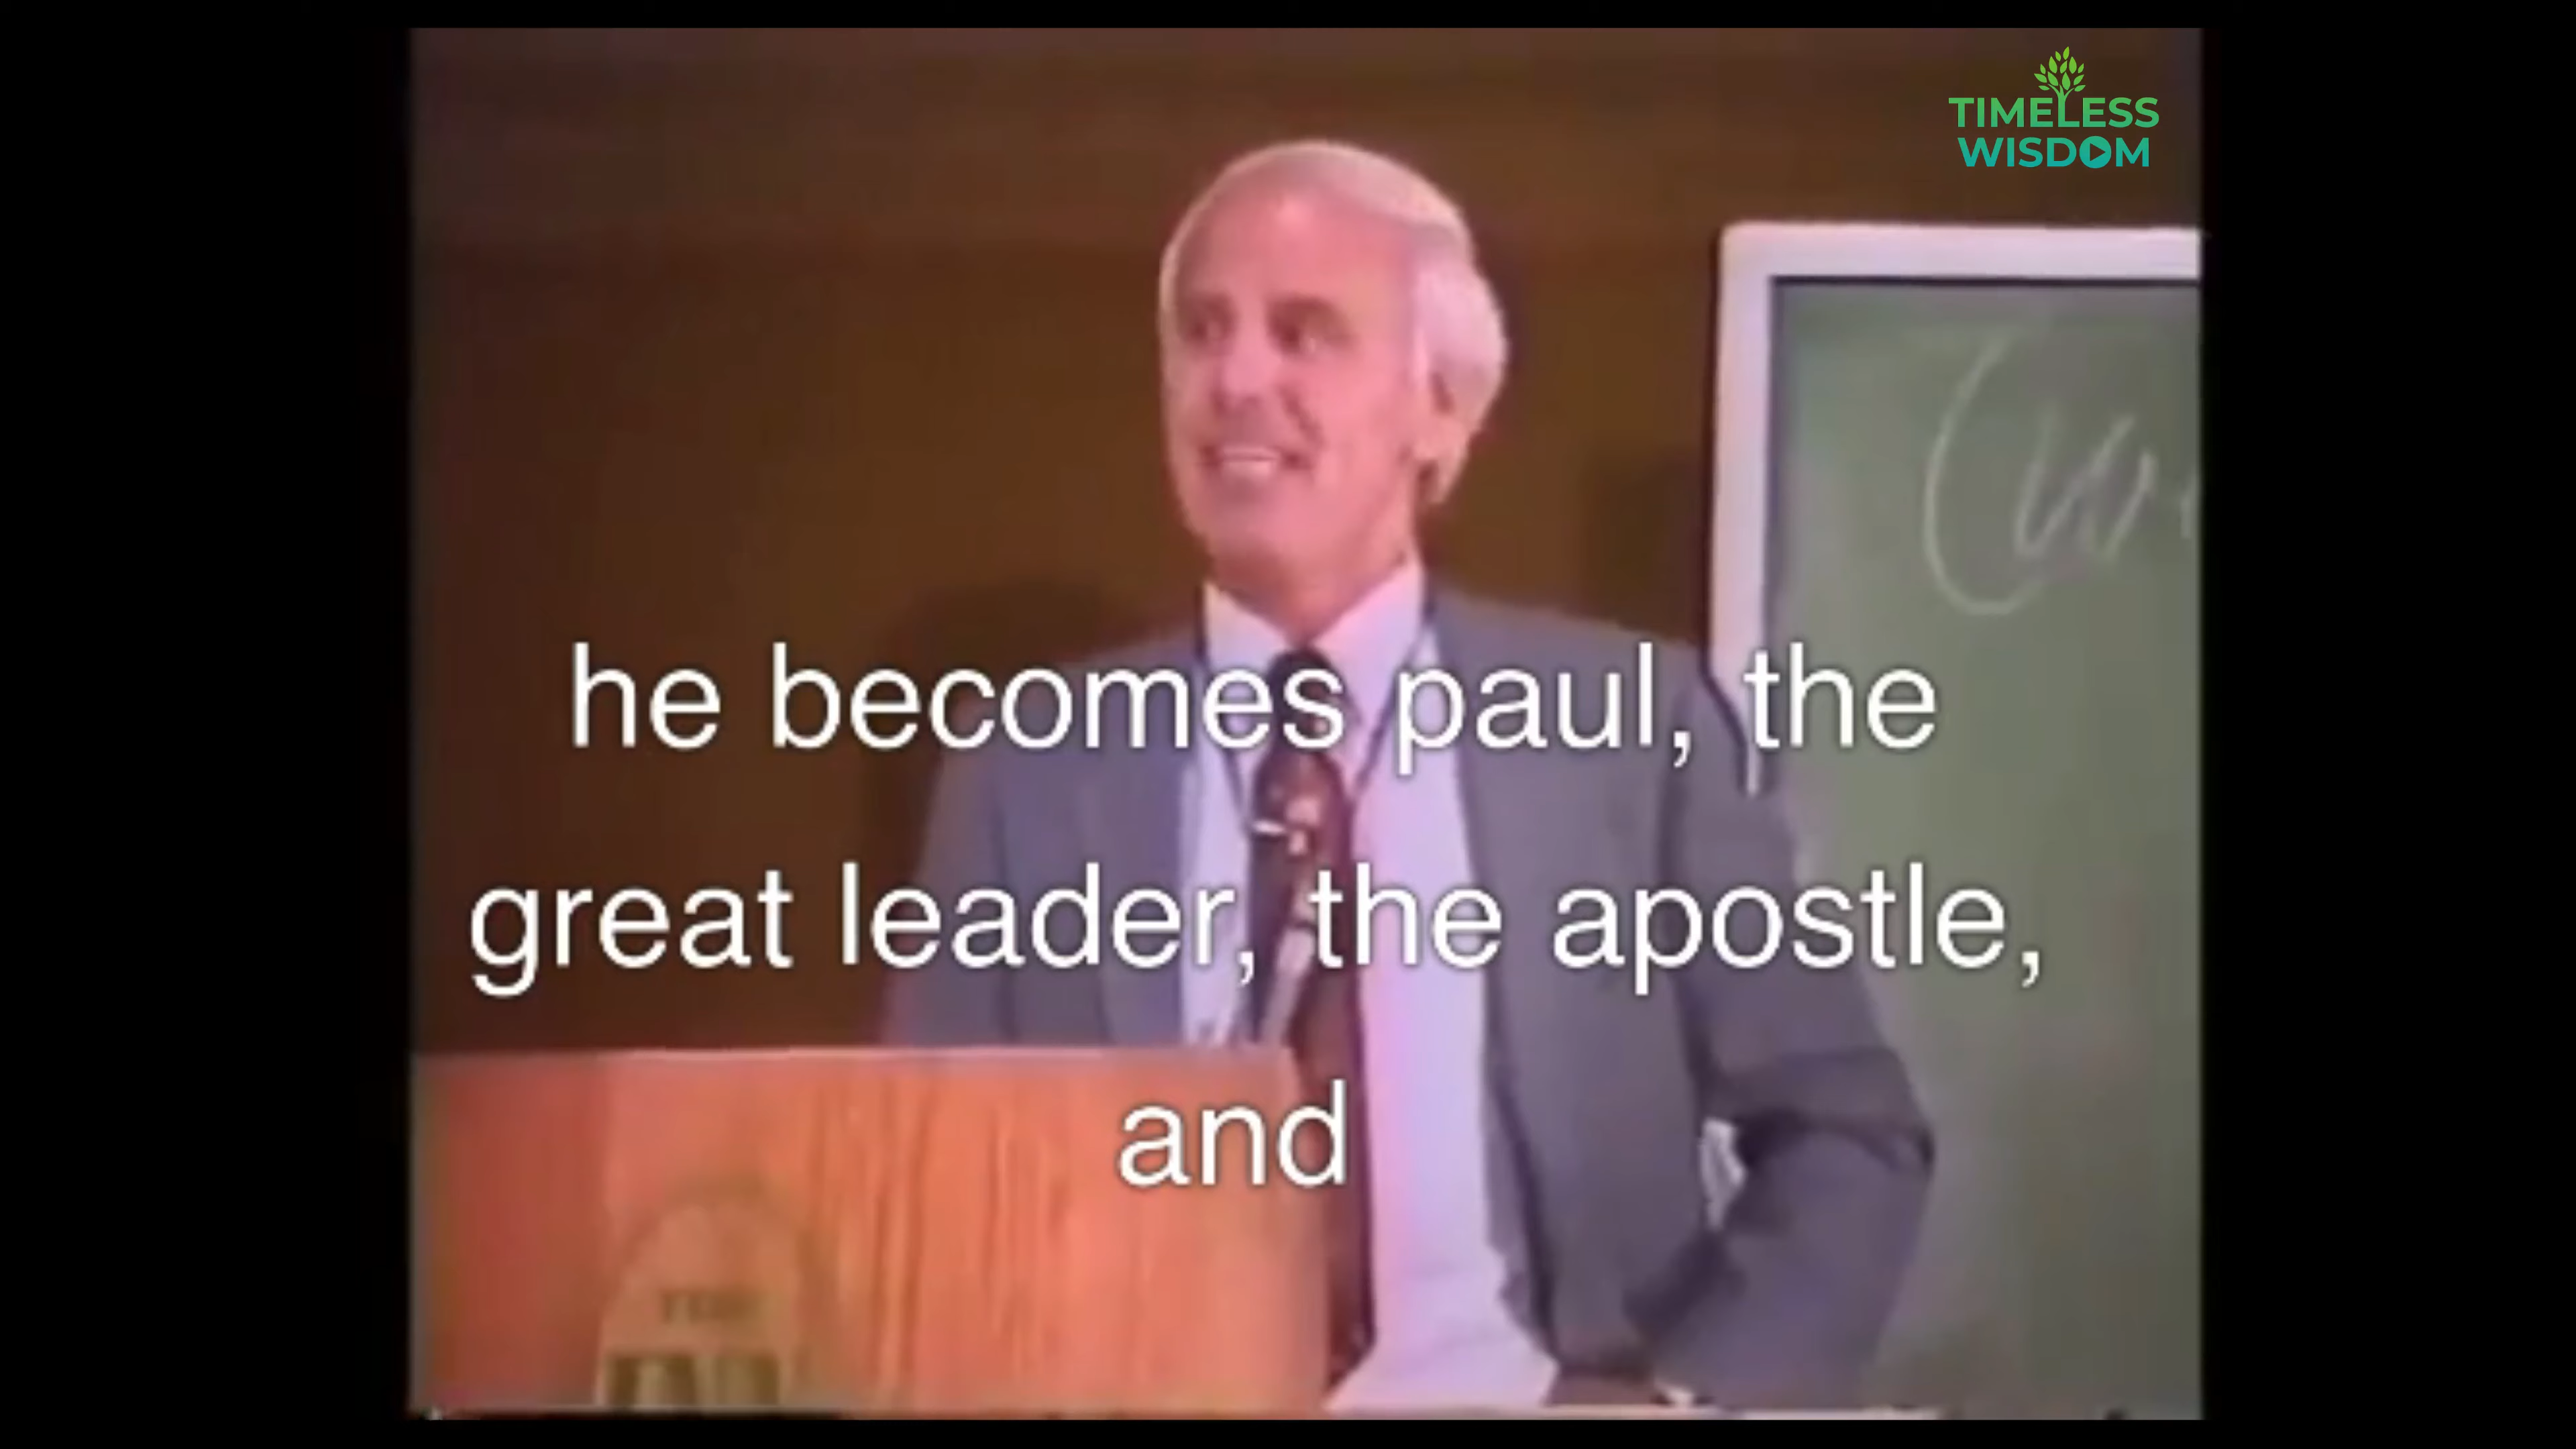 TIMELESS
WISDOM
he becomes paul, the
great leader, the apostle,
and